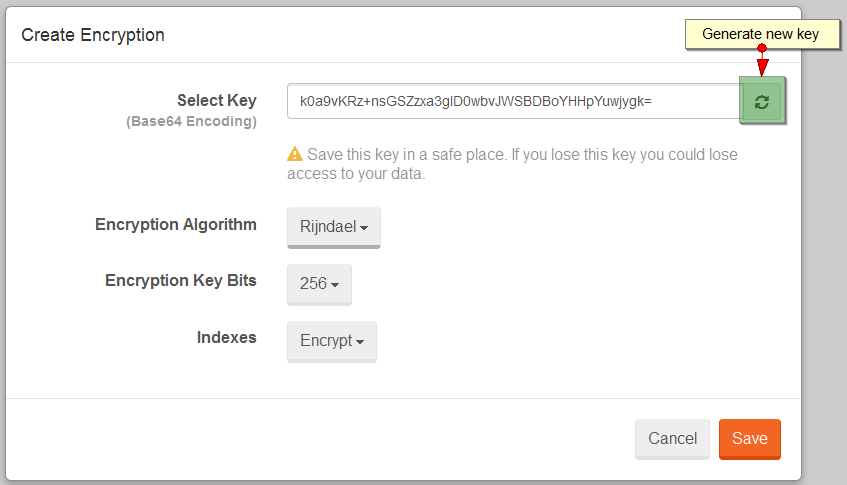 Create Encryption
Generate new key
Select Key
(Base64 Encoding)
k0a9vKRz+nsGSZzxa3glD0wbvJWSBDBoYHHpYuwjygk=
Save this key in a safe place. If you lose this key you could lose
access to your data.
Encryption Algorithm
Rijndael
Encryption Key Bits
256
Indexes
Encrypt
Cancel
Save